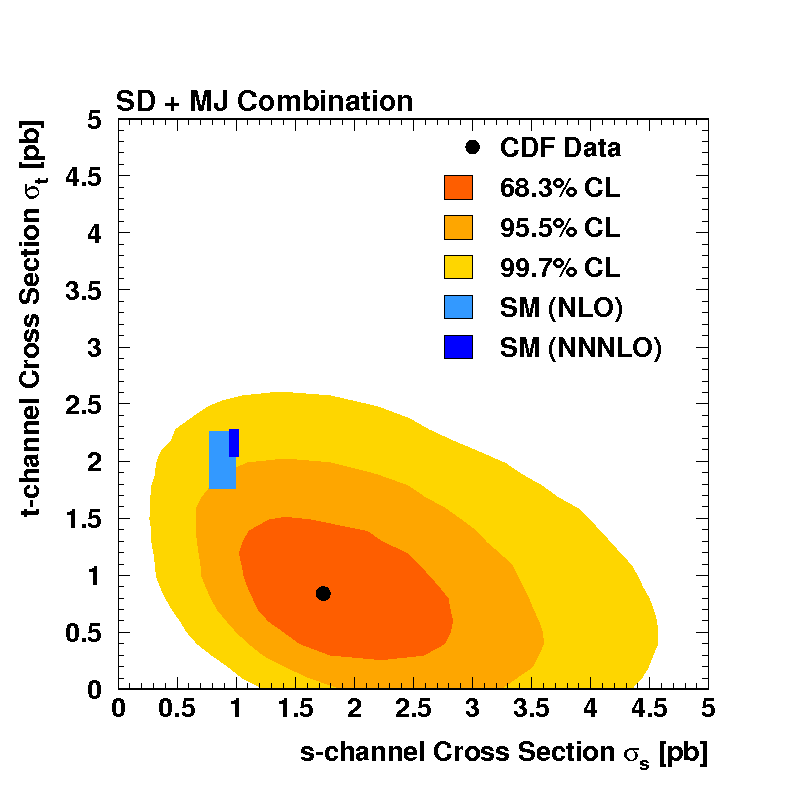 SD + MJ Combination
t-channel Cross Section σt [pb]
5
4.5
4
3.5
3
2.5
2
1.5
1
0.5
0
CDF Data
68.3% CL
95.5% CL
99.7% CL
SM (NLO)
SM (NNNLO)
0 0.5 1 1.5 2 2.5 3 3.5 4 4.5 5
s-channel Cross Section σs [pb]